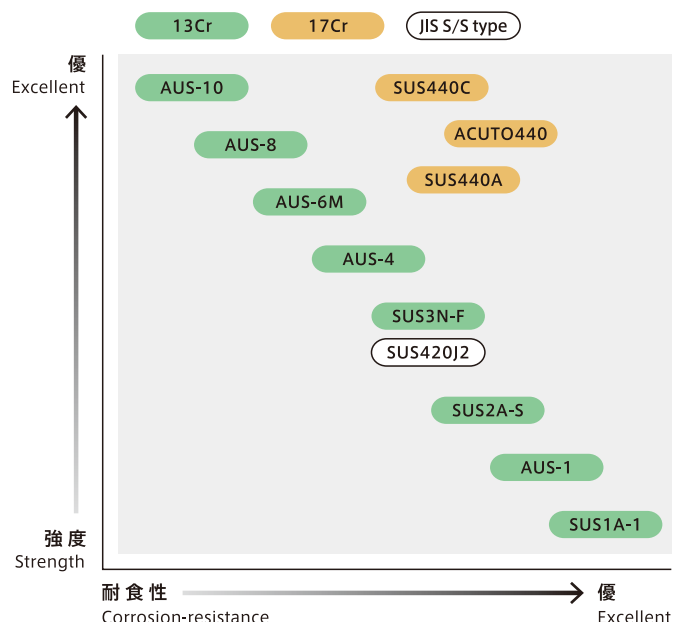 13Cr
17Cr
JIS S/S type
優
Excellent
AUS-10
SUS440C
ACUTO440
AUS-8
SUS440A
AUS-6M
AUS-4
SUS3N-F
SUS420J2
SUS2A-S
AUS-1
SUS1A-1
強度
Strength
耐食性
優
Corrosion-resistance
Excellent